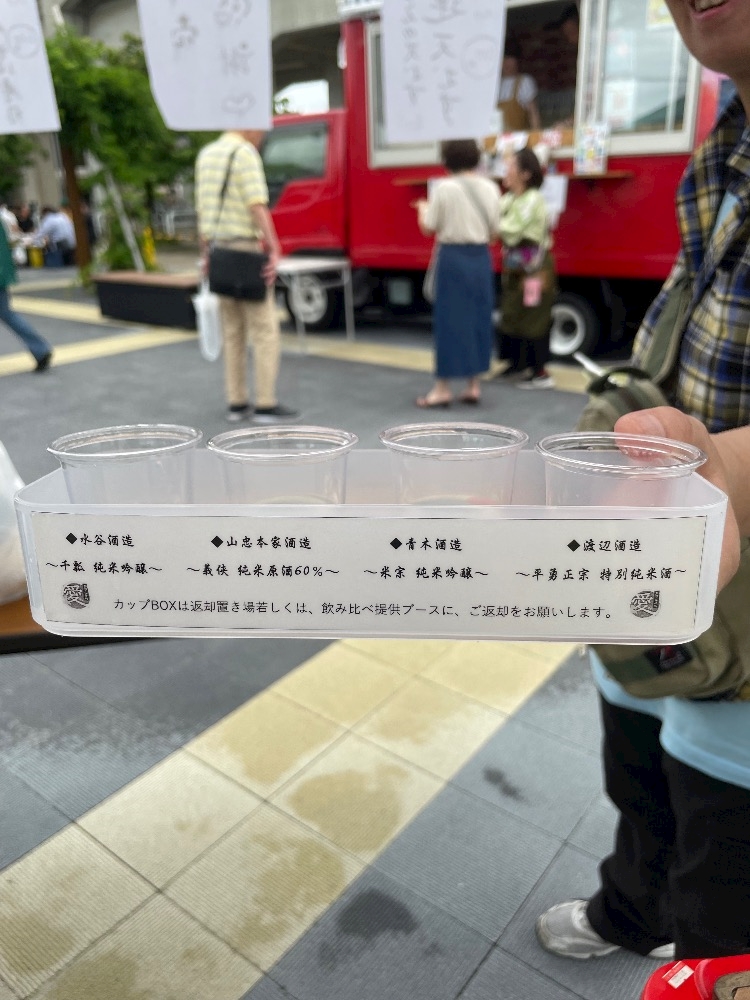 ◆水谷酒造 ◆山忠本家酒造 ◆青木酒造 ◆渡辺酒造
～千瓢 純米吟醸～ ～義侠 純米原酒60%～ ～米宗 純米吟醸～ ～平勇正宗 特別純米酒～
愛 カップBOXは返却置き場若しくは、飲み比べ提供ブースに、ご返却をお願いします。 愛